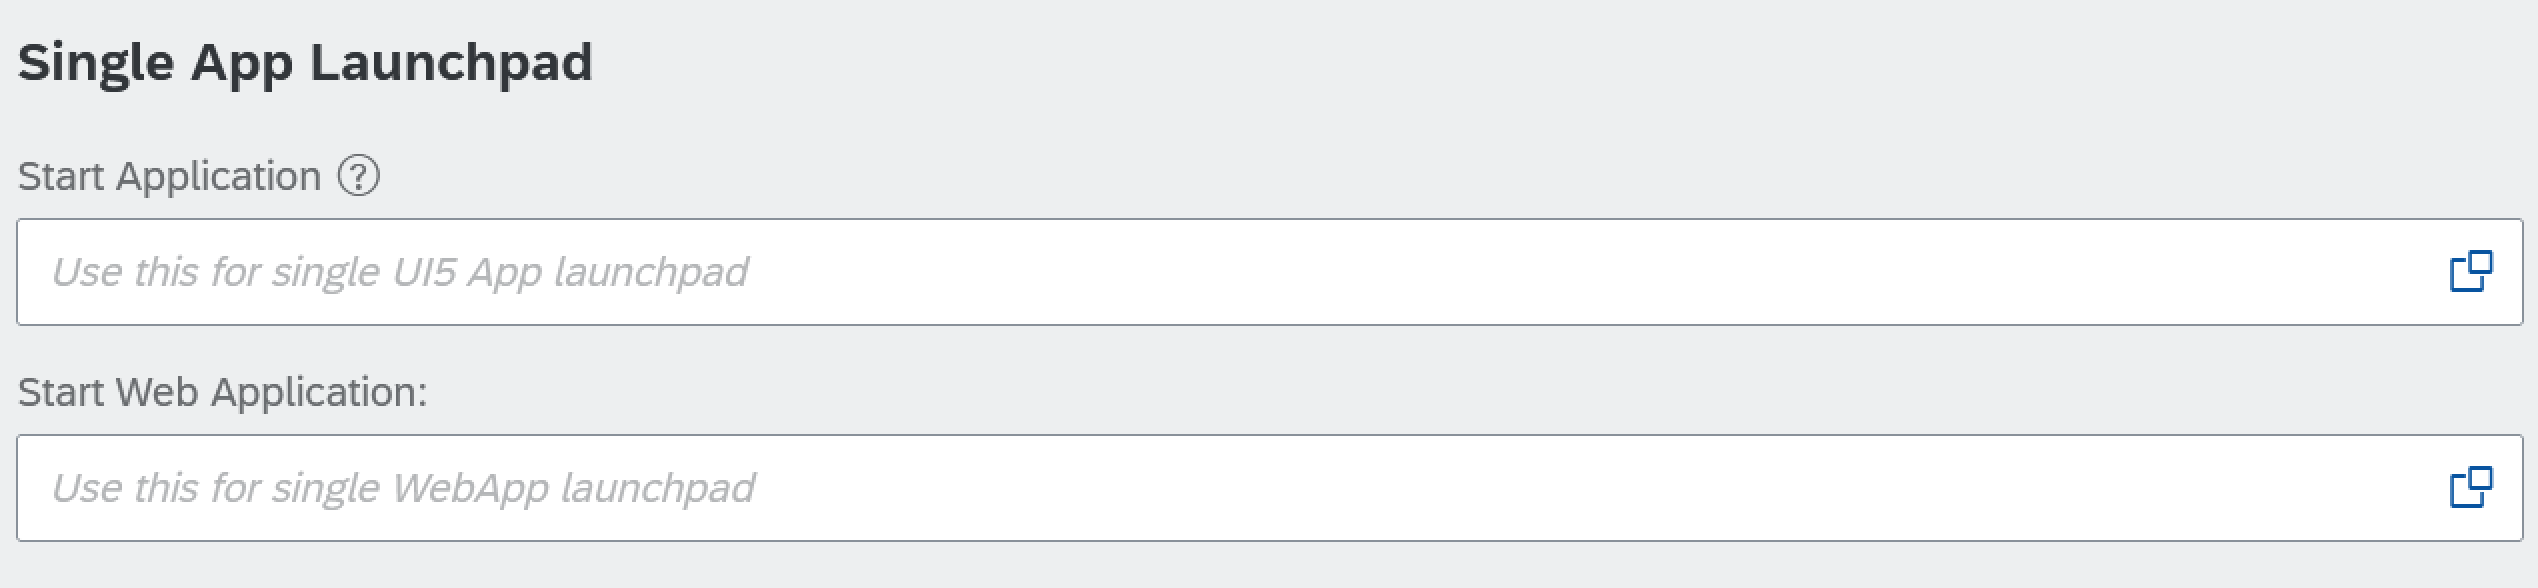 Single App Launchpad
Start Application ?
Use this for single UI5 App launchpad
Start Web Application:
Use this for single WebApp launchpad